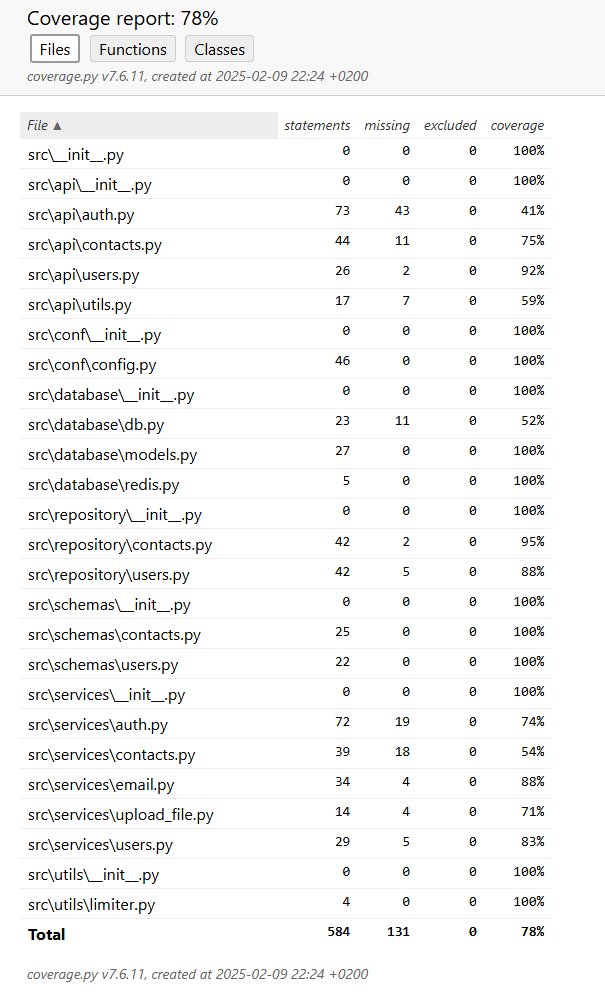 Coverage report: 78%
Files Functions Classes
coverage.py v7.6.11, created at 2025-02-09 22:24 +0200
File ▲ statements missing excluded coverage
src\__init__.py 0 0 0 100%
src\api\__init__.py 0 0 0 100%
src\api\auth.py 73 43 0 41%
src\api\contacts.py 44 11 0 75%
src\api\users.py 26 2 0 92%
src\api\utils.py 17 7 0 59%
src\conf\__init__.py 0 0 0 100%
src\conf\config.py 46 0 0 100%
src\database\__init__.py 0 0 0 100%
src\database\db.py 23 11 0 52%
src\database\models.py 27 0 0 100%
src\database\redis.py 5 0 0 100%
src\repository\__init__.py 0 0 0 100%
src\repository\contacts.py 42 2 0 95%
src\repository\users.py 42 5 0 88%
src\schemas\__init__.py 0 0 0 100%
src\schemas\contacts.py 25 0 0 100%
src\schemas\users.py 22 0 0 100%
src\services\__init__.py 0 0 0 100%
src\services\auth.py 72 19 0 74%
src\services\contacts.py 39 18 0 54%
src\services\email.py 34 4 0 88%
src\services\upload_file.py 14 4 0 71%
src\services\users.py 29 5 0 83%
src\utils\__init__.py 0 0 0 100%
src\utils\limiter.py 4 0 0 100%
Total 584 131 0 78%
coverage.py v7.6.11, created at 2025-02-09 22:24 +0200